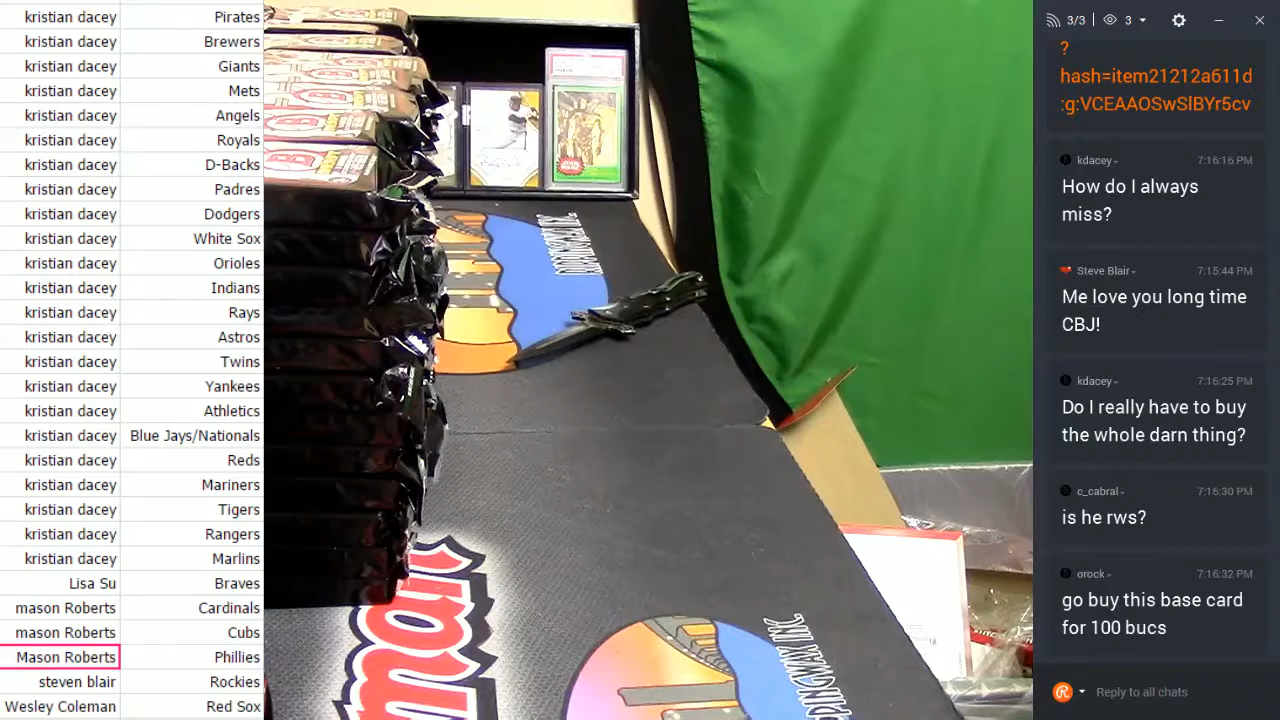 kristian dacey Pirates
kristian dacey Brewers
kristian dacey Giants
kristian dacey Mets
kristian dacey Angels
kristian dacey Royals
kristian dacey D-Backs
kristian dacey Padres
kristian dacey Dodgers
kristian dacey White Sox
kristian dacey Orioles
kristian dacey Indians
kristian dacey Rays
kristian dacey Astros
kristian dacey Twins
kristian dacey Yankees
kristian dacey Athletics
kristian dacey Blue Jays/Nationals
kristian dacey Reds
kristian dacey Mariners
kristian dacey Tigers
kristian dacey Rangers
kristian dacey Marlins
Lisa Su Braves
mason Roberts Cardinals
mason Roberts Cubs
Mason Roberts Phillies
steven blair Rockies
Wesley Coleman Red Sox
PPINGWAX INC.
3/3 3
?
hash=item21212a611d
:g:VCEAAOSwSlBYr5cv
kdacey 7:16:16 PM
How do I always
miss?
Steve Blair 7:15:44 PM
Me love you long time
CBJ!
kdacey 7:16:25 PM
Do I really have to buy
the whole darn thing?
c_cabral 7:16:30 PM
is he rws?
orock 7:16:32 PM
go buy this base card
for 100 bucs
Reply to all chats